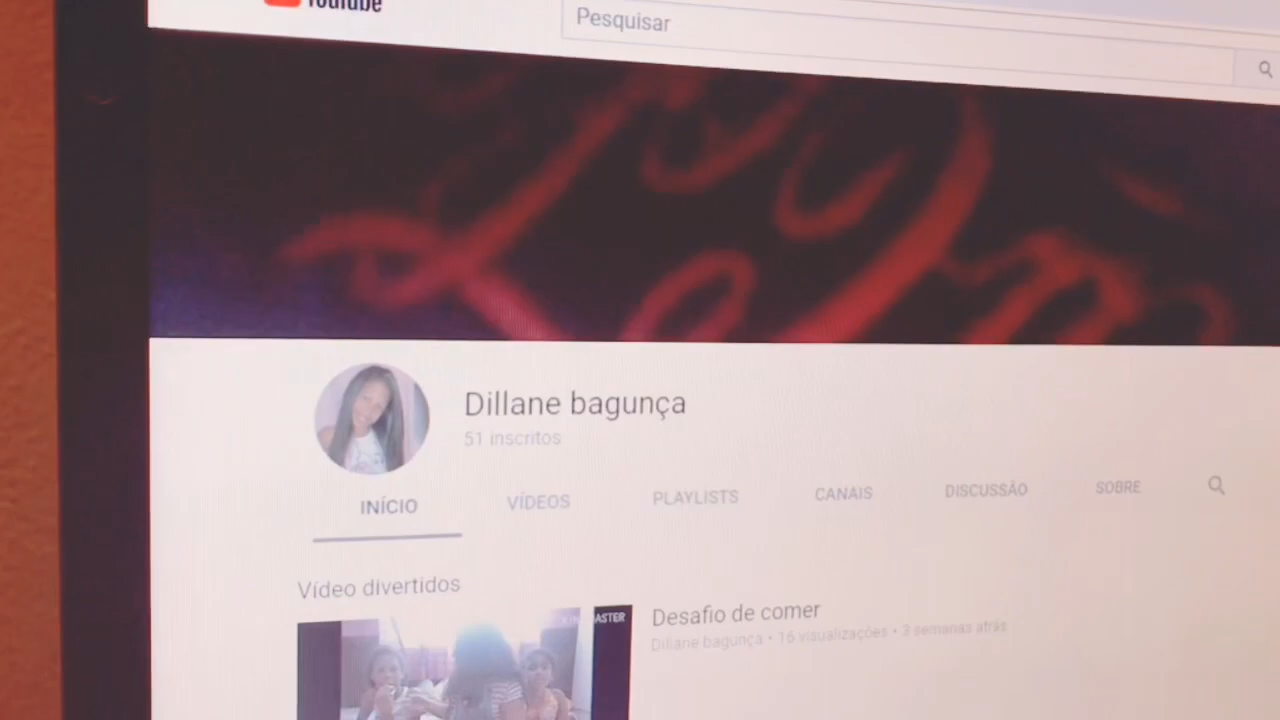 YouTube
Pesquisar
Dillane bagunça
51 inscritos
INÍCIO VÍDEOS PLAYLISTS CANAIS DISCUSSÃO SOBRE
Vídeo divertidos
Desafio de comer
Dillane bagunça • 16 visualizações • 3 semanas atrás
ASTER